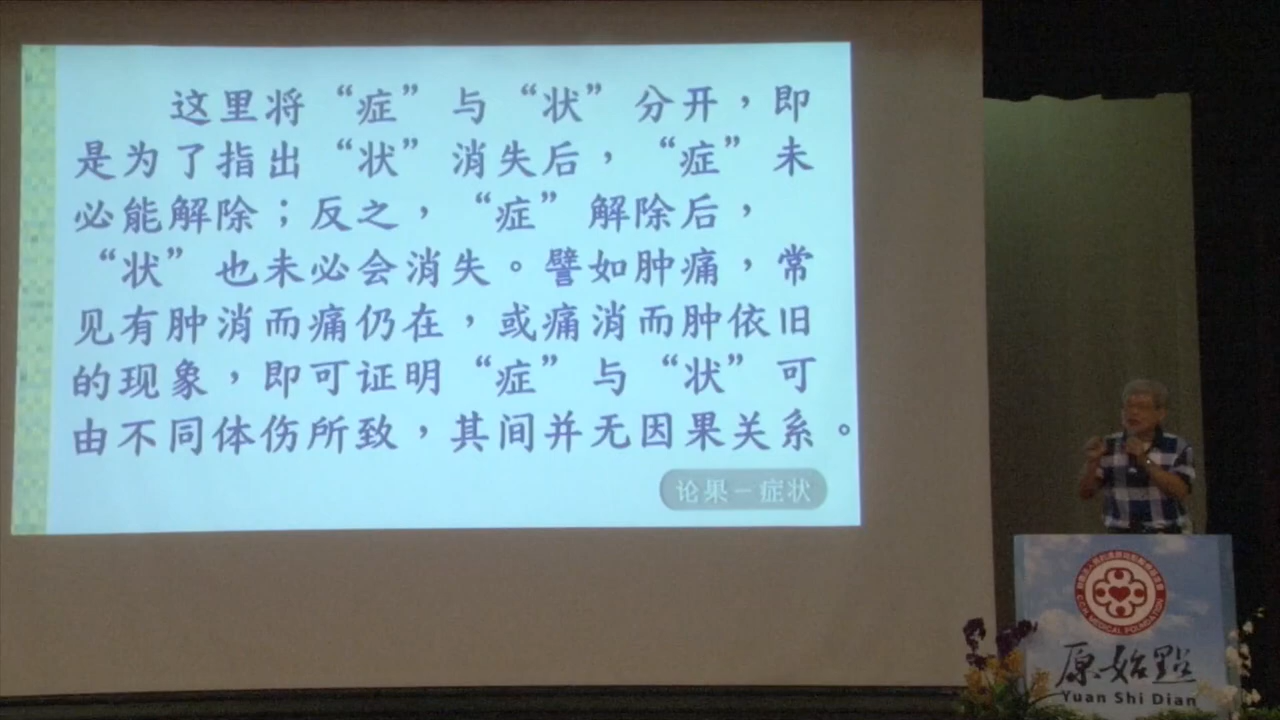 这里将“症”与“状”分开，即
是为了指出“状”消失后，“症”未
必能解除；反之，“症”解除后，
“状”也未必会消失。譬如肿痛，常
见有肿消而痛仍在，或痛消而肿依旧
的现象，即可证明“症”与“状”可
由不同体伤所致，其间并无因果关系。
论果－症状
MEDICAL FOUNDATION
原始點
Yuan Shi Dian